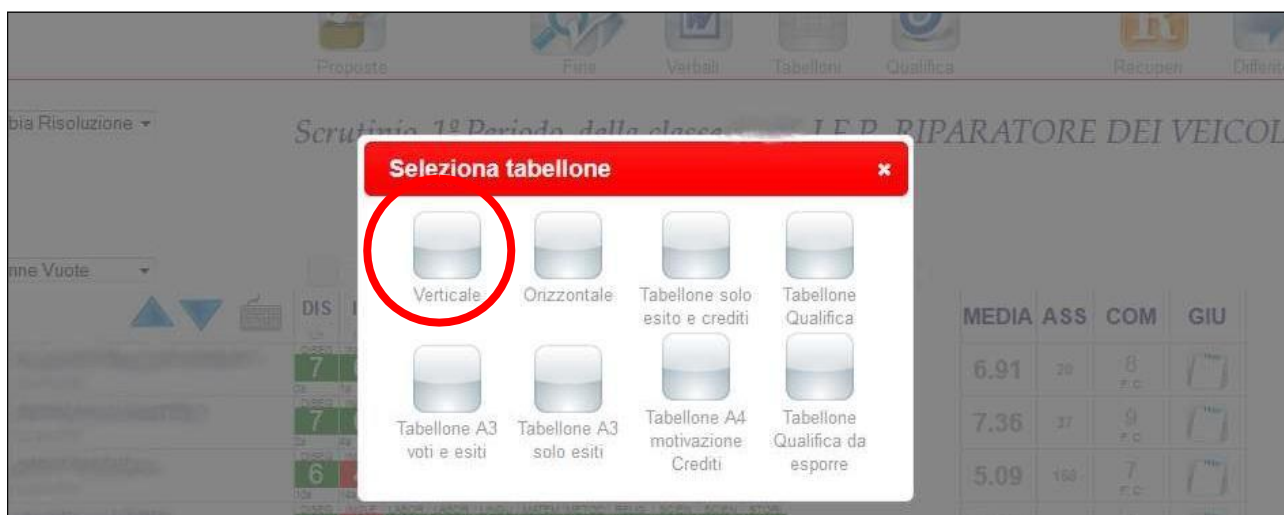 Proposte
Fine
Verbali
Tabelloni
Qualifica
Recuperi
bia Risoluzione
Scrutinio 1º Periodo della classe I.E.P. RIPARATORE DEI VEICOL
Seleziona tabellone
nne Vuote
Verticale
Orizzontale
Tabellone solo
esito e crediti
Tabellone
Qualifica
DIS
MEDIA ASS COM GIU
7
6.91 8
Tabellone A3
voti e esiti
Tabellone A3
solo esiti
Tabellone A4
motivazione
Crediti
Tabellone
Qualifica da
esporre
7
7.36 9
6
5.09 7